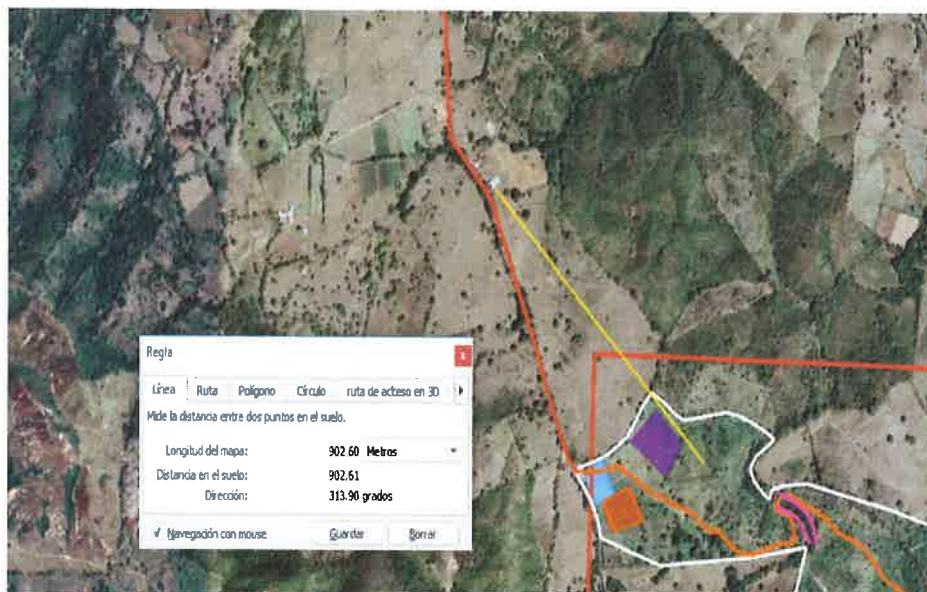 Regla
Línea Ruta Polígono Círculo ruta de acceso en 3D
Mide la distancia entre dos puntos en el suelo.
Longitud del mapa: 902.60 Metros
Distancia en el suelo: 902.61
Dirección: 313.90 grados
Navegación con mouse Guardar Borrar